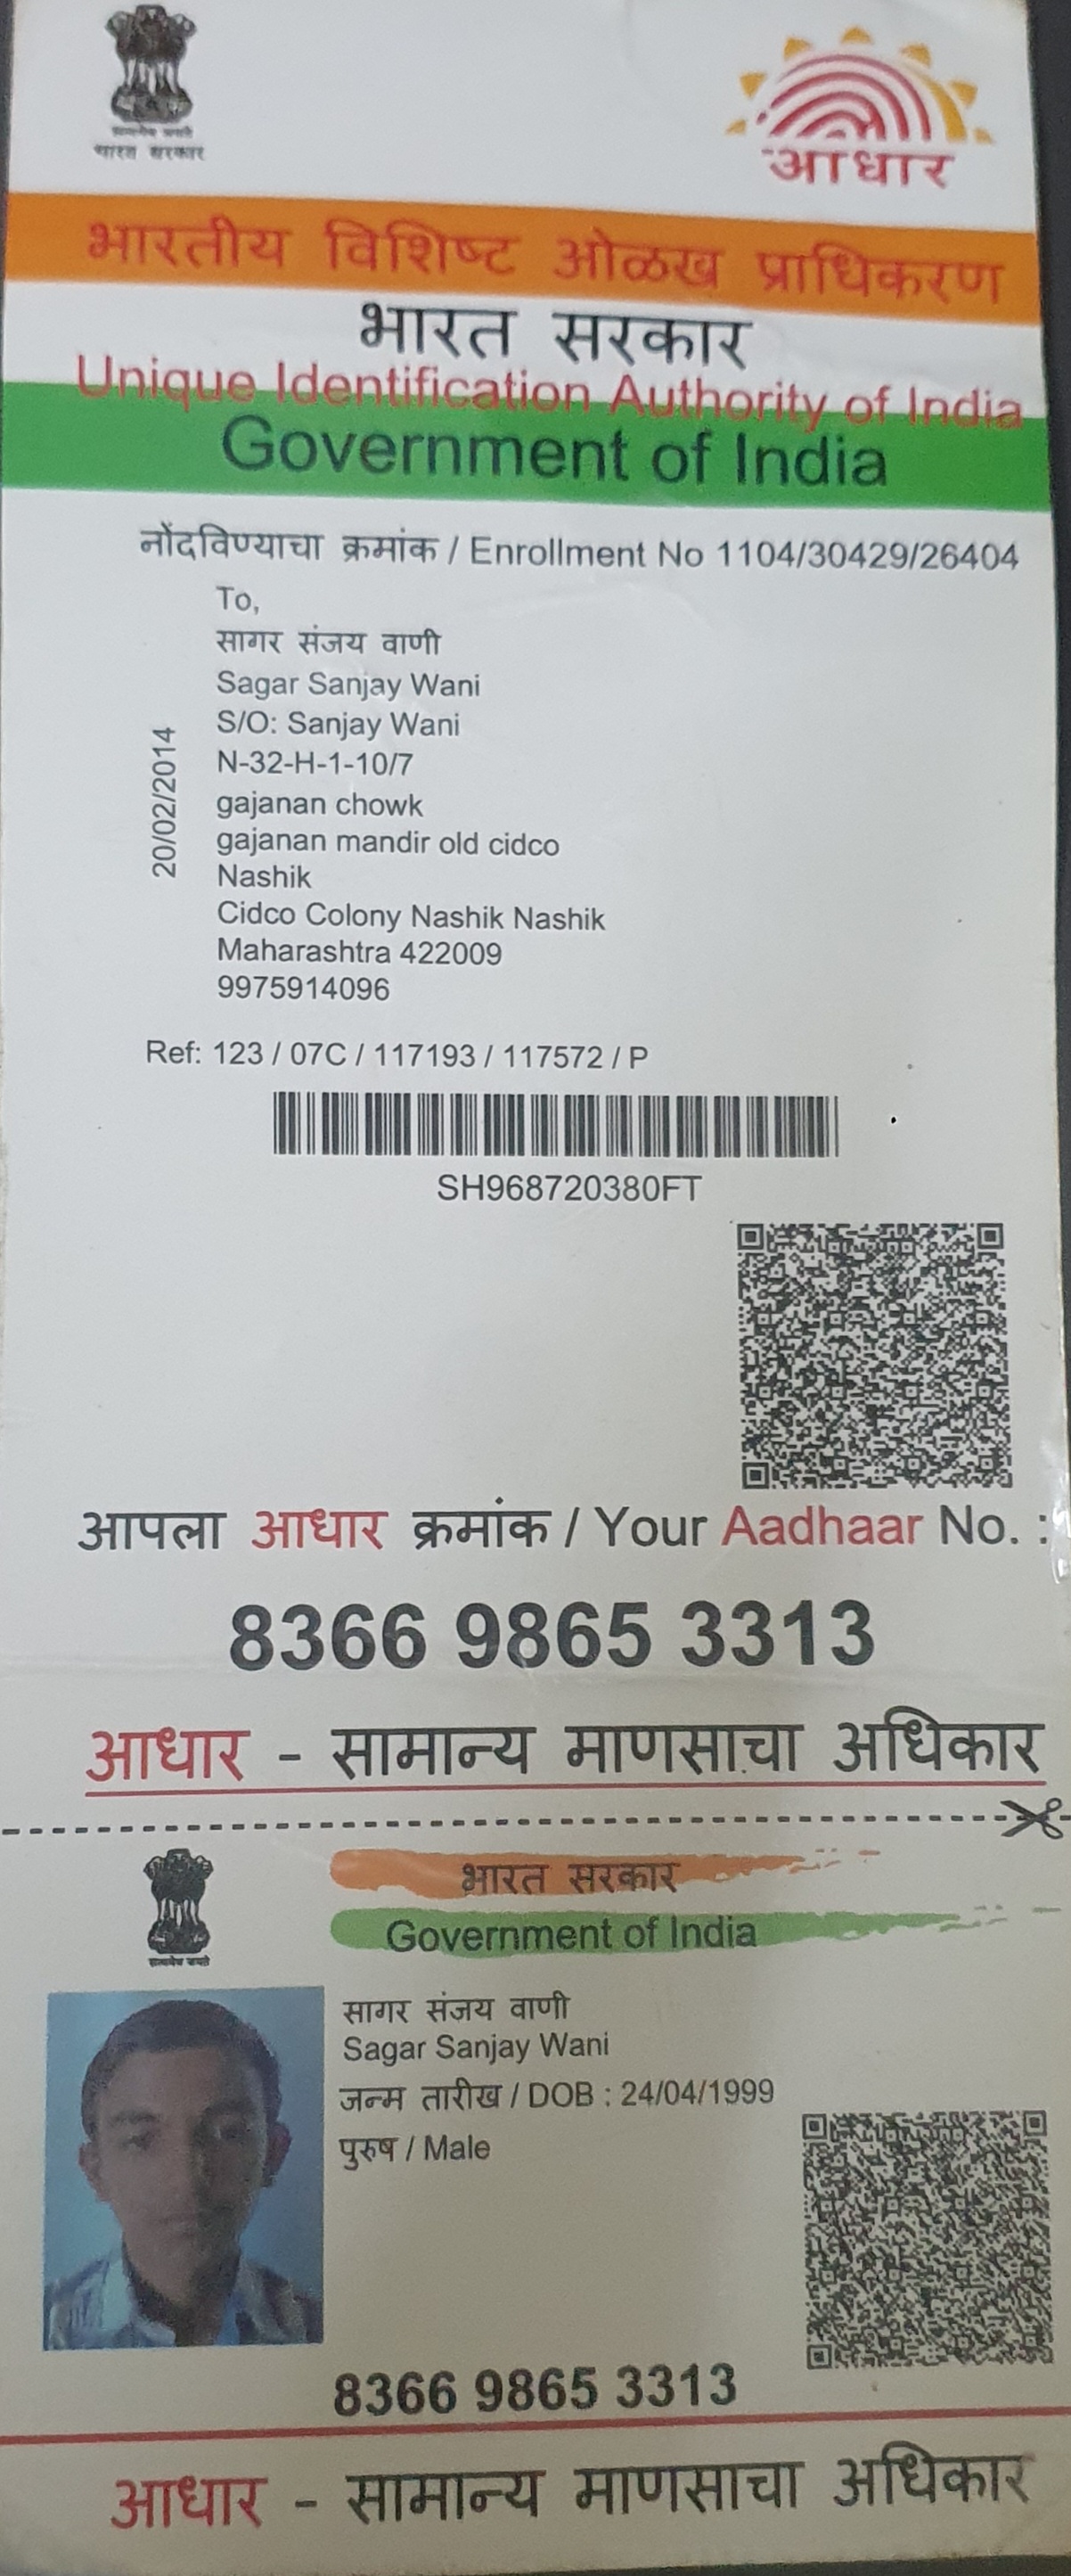 सत्यमेव जयते
भारत सरकार
आधार
भारतीय विशिष्ट ओळख प्राधिकरण
भारत सरकार
Unique Identification Authority of India
Government of India
नोंदविण्याचा क्रमांक / Enrollment No 1104/30429/26404
To,
सागर संजय वाणी
Sagar Sanjay Wani
S/O: Sanjay Wani
N-32-H-1-10/7
gajanan chowk
gajanan mandir old cidco
Nashik
Cidco Colony Nashik Nashik
Maharashtra 422009
9975914096
20/02/2014
Ref: 123 / 07C / 117193 / 117572 / P
SH968720380FT
आपला आधार क्रमांक / Your Aadhaar No. :
8366 9865 3313
आधार - सामान्य माणसाचा अधिकार
भारत सरकार
Government of India
सत्यमेव जयते
सागर संजय वाणी
Sagar Sanjay Wani
जन्म तारीख / DOB : 24/04/1999
पुरुष / Male
8366 9865 3313
आधार - सामान्य माणसाचा अधिकार